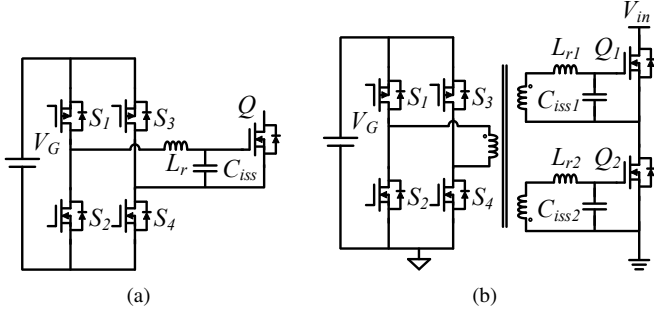 V_G
S_1
S_3
S_2
S_4
L_r
C_iss
Q
(a)
V_G
S_1
S_3
S_2
S_4
L_r1
C_iss1
Q_1
V_in
L_r2
C_iss2
Q_2
(b)